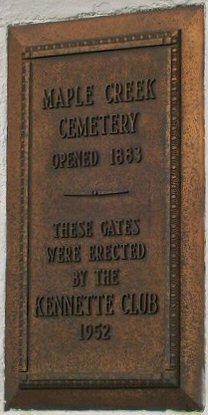 MAPLE CREEK
CEMETERY
OPENED 1883
THESE GATES
WERE ERECTED
BY THE
KENNETTE CLUB
1952